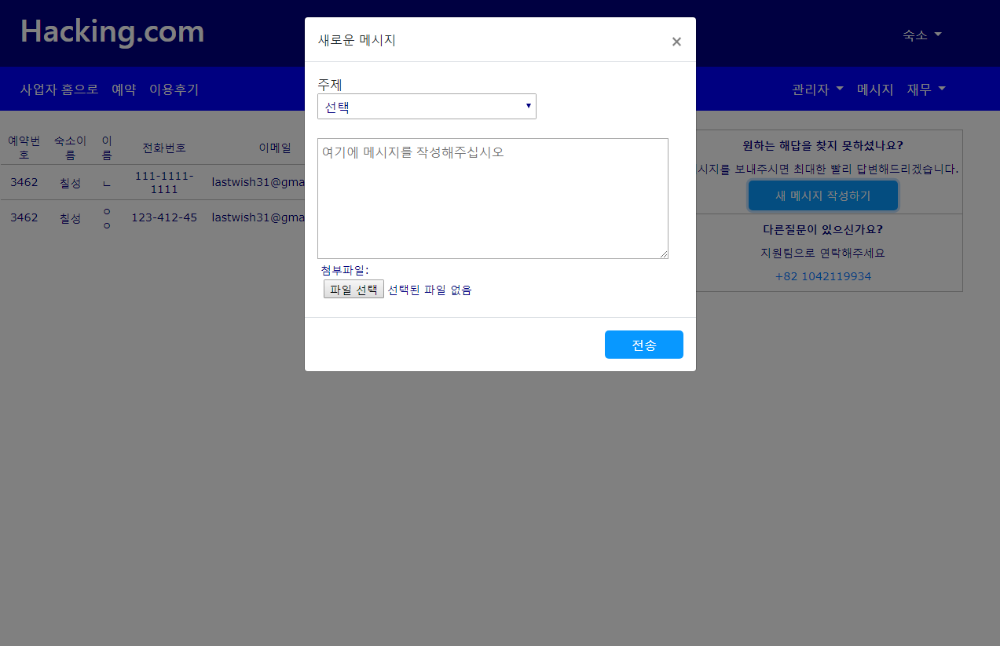 Hacking.com
숙소
사업자 홈으로 예약 이용후기
관리자 메시지 재무
새로운 메시지
×
주제
선택
여기에 메시지를 작성해주십시오
첨부파일:
파일 선택 선택된 파일 없음
전송
예약번호 숙소이름 이름 전화번호 이메일
3462 칠성 ㄴ 111-1111-1111 lastwish31@gma
3462 칠성 ㅇㅇ 123-412-45 lastwish31@gma
원하는 해답을 찾지 못하셨나요?
시지를 보내주시면 최대한 빨리 답변해드리겠습니다.
새 메시지 작성하기
다른질문이 있으신가요?
지원팀으로 연락해주세요
+82 1042119934